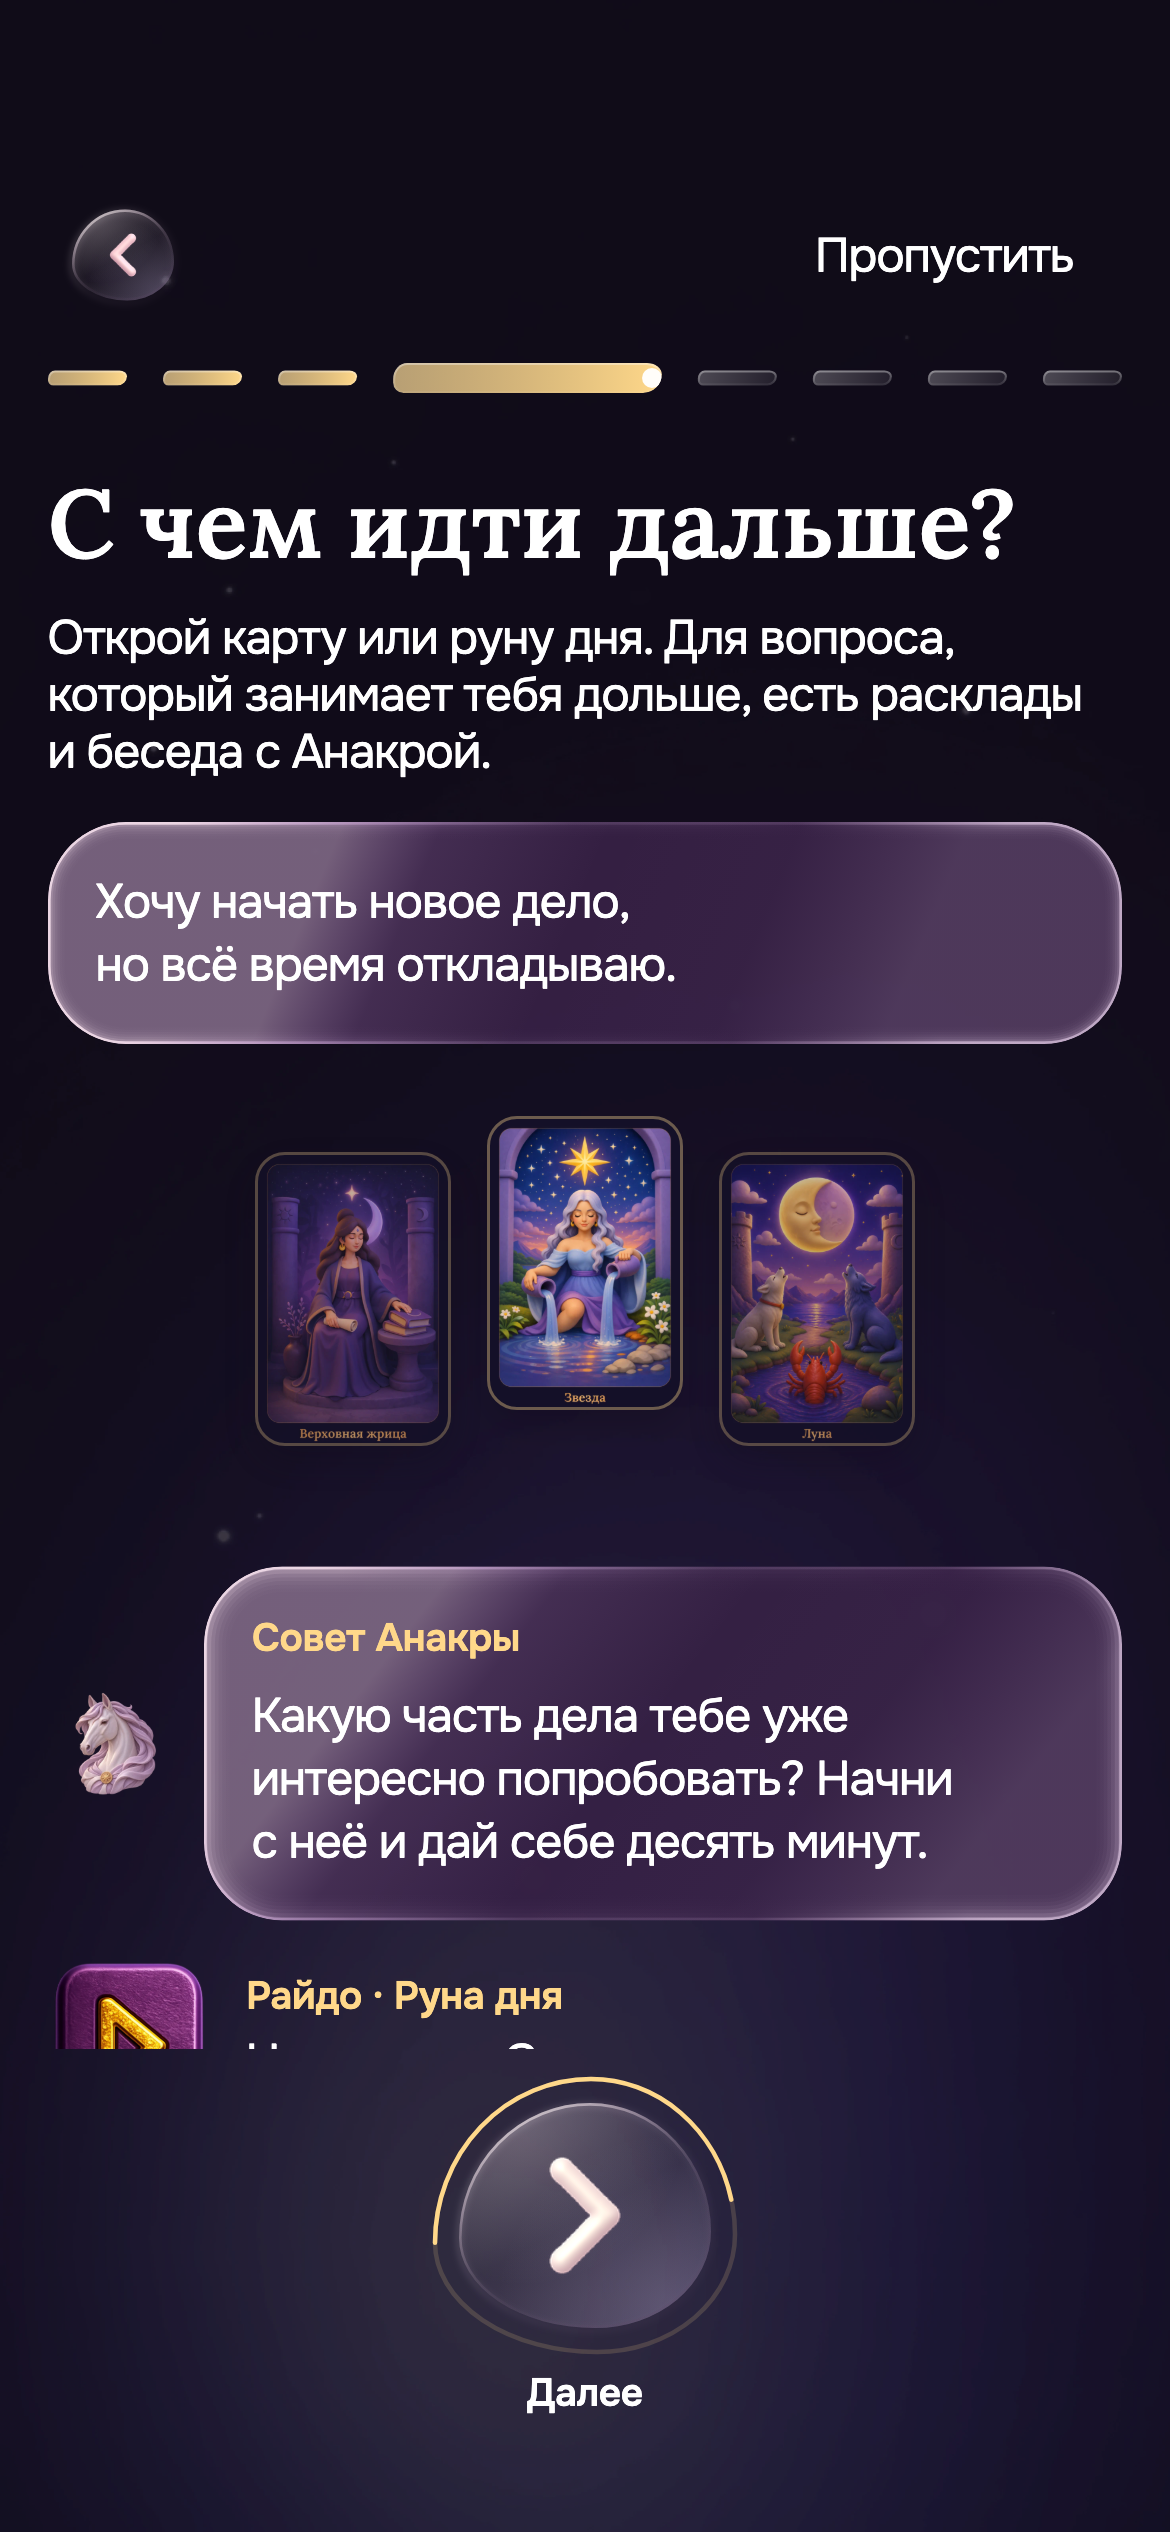 Пропустить
С чем идти дальше?
Открой карту или руну дня. Для вопроса,
который занимает тебя дольше, есть расклады
и беседа с Анакрой.
Хочу начать новое дело,
но всё время откладываю.
Верховная жрица
Звезда
Луна
Совет Анакры
Какую часть дела тебе уже
интересно попробовать? Начни
с неё и дай себе десять минут.
Райдо · Руна дня
Далее